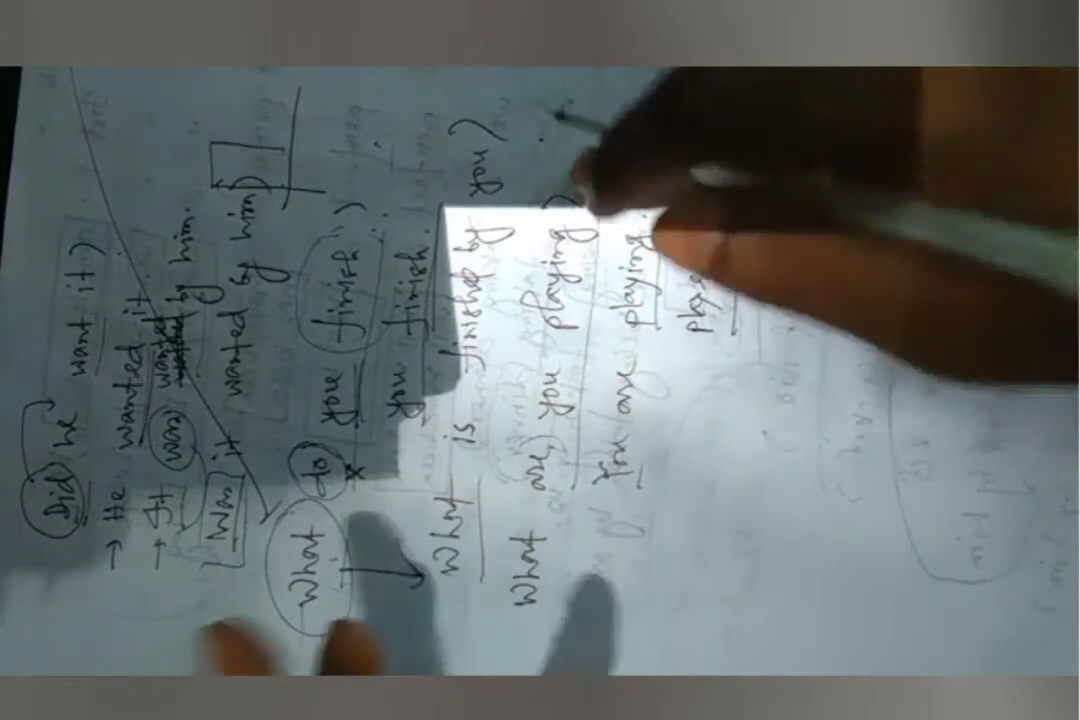 Did he want it?
→ He wanted it.
→ It was by him.
Was it wanted by him?
What do you finish?
you finish.
What is finished by you?
What are you playing?
You are playing.